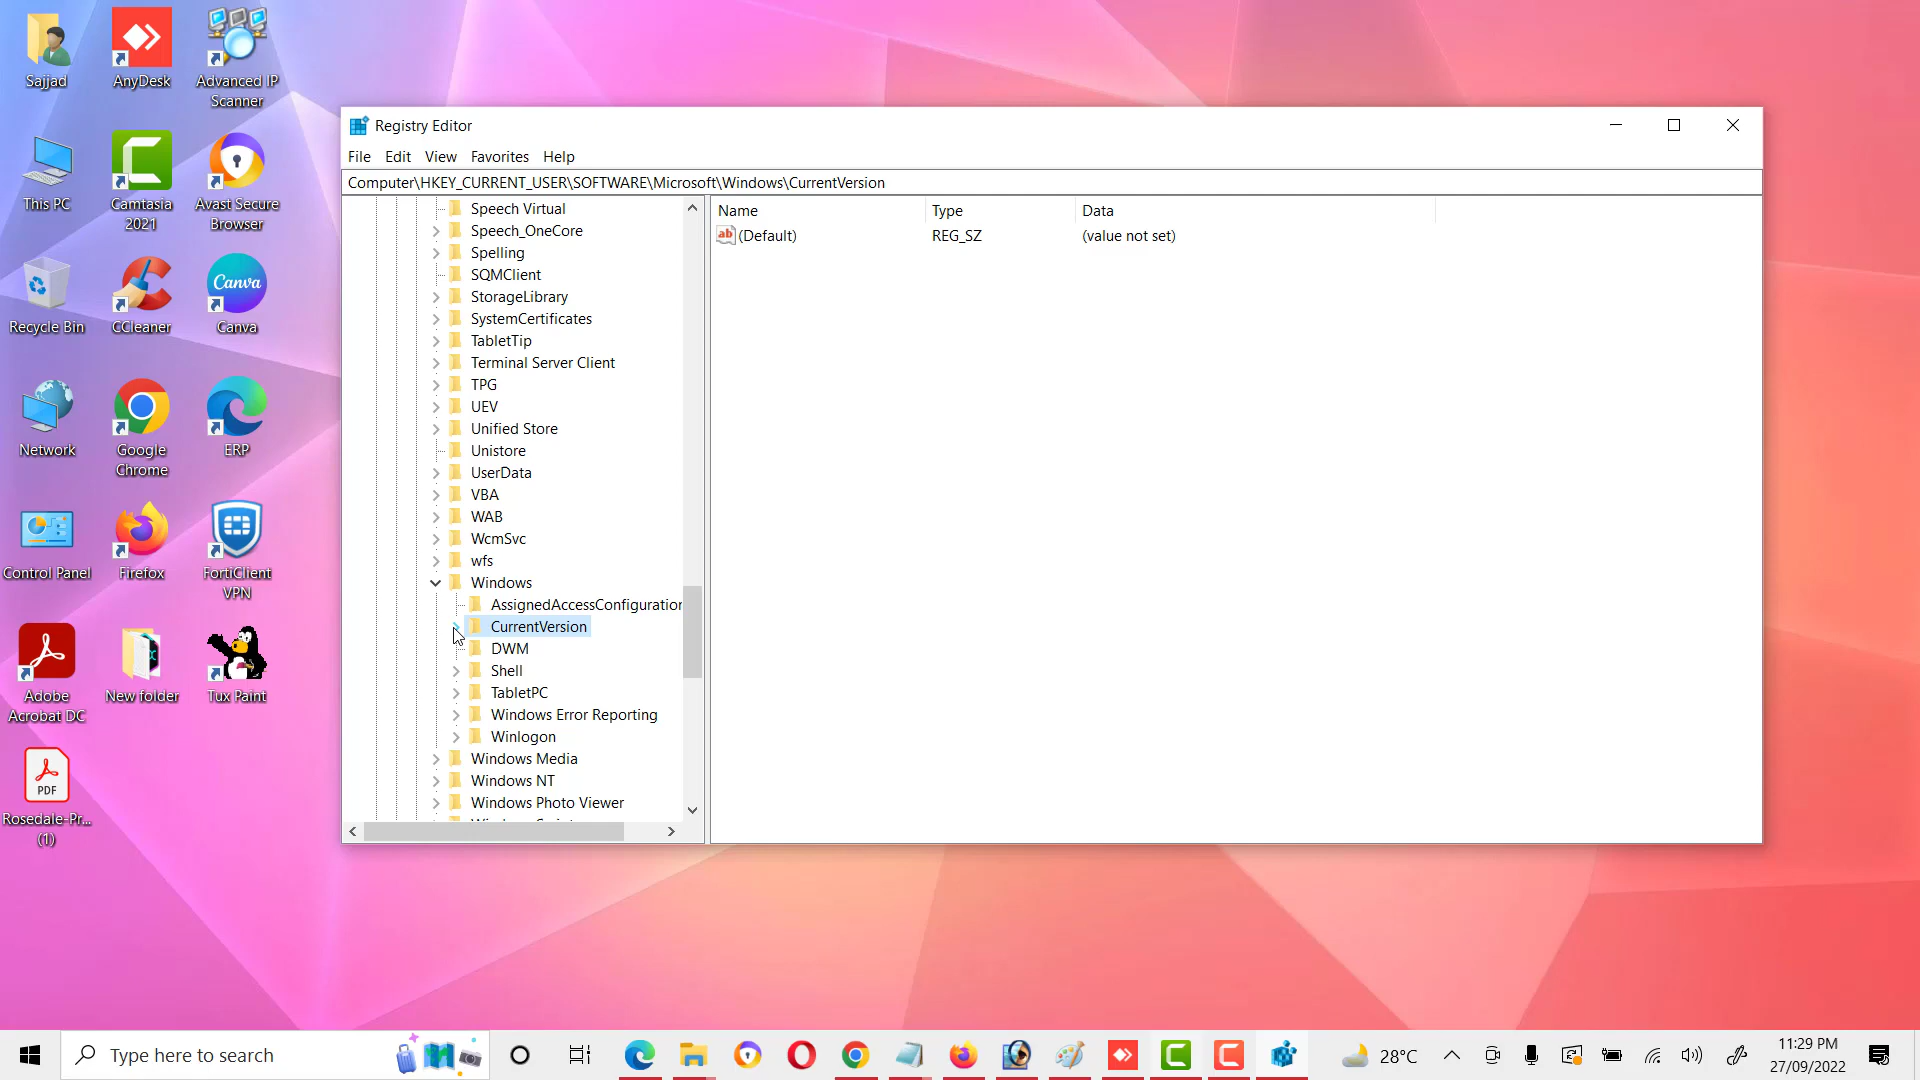 Sajjad
AnyDesk
Advanced IP
Scanner
This PC
Camtasia
2021
Avast Secure
Browser
Recycle Bin
CCleaner
Canva
Canva
Network
Google
Chrome
ERP
Control Panel
Firefox
FortiClient
VPN
Adobe
Acrobat DC
New folder
Tux Paint
PDF
Rosedale-Pr...
(1)
Registry Editor
File Edit View Favorites Help
Computer\HKEY_CURRENT_USER\SOFTWARE\Microsoft\Windows\CurrentVersion
Speech Virtual
Speech_OneCore
Spelling
SQMClient
StorageLibrary
SystemCertificates
TabletTip
Terminal Server Client
TPG
UEV
Unified Store
Unistore
UserData
VBA
WAB
WcmSvc
wfs
Windows
AssignedAccessConfiguration
CurrentVersion
DWM
Shell
TabletPC
Windows Error Reporting
Winlogon
Windows Media
Windows NT
Windows Photo Viewer
Name Type Data
ab (Default) REG_SZ (value not set)
Type here to search
28°C
11:29 PM
27/09/2022